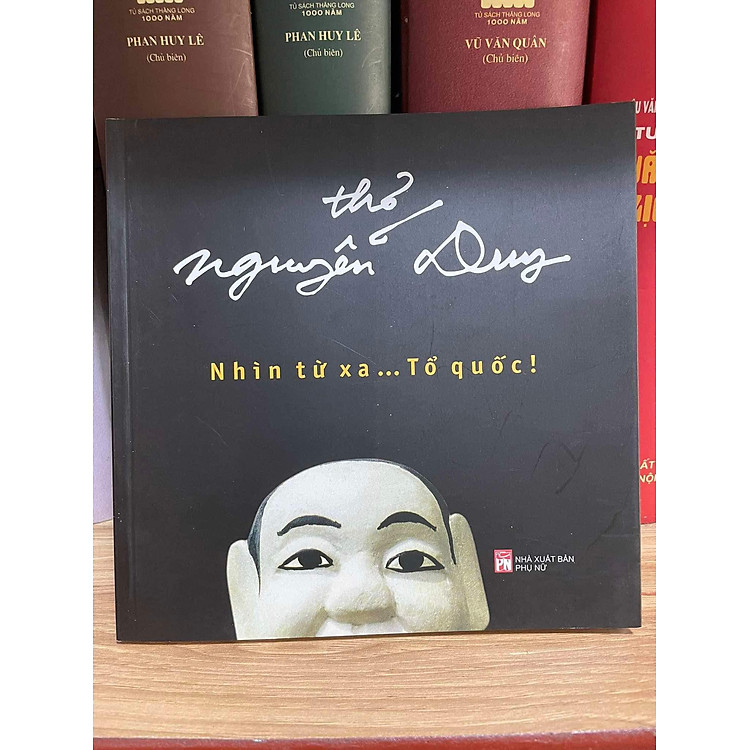 TỦ SÁCH THĂNG LONG
1000 NĂM
PHAN HUY LÊ
(Chủ biên)
TỦ SÁCH THĂNG LONG
1000 NĂM
PHAN HUY LÊ
(Chủ biên)
TỦ SÁCH THĂNG LONG
1000 NĂM
VŨ VĂN QUÂN
(Chủ biên)
thơ
Nguyễn Duy
Nhìn từ xa...Tổ quốc!
PN
NHÀ XUẤT BẢN
PHỤ NỮ